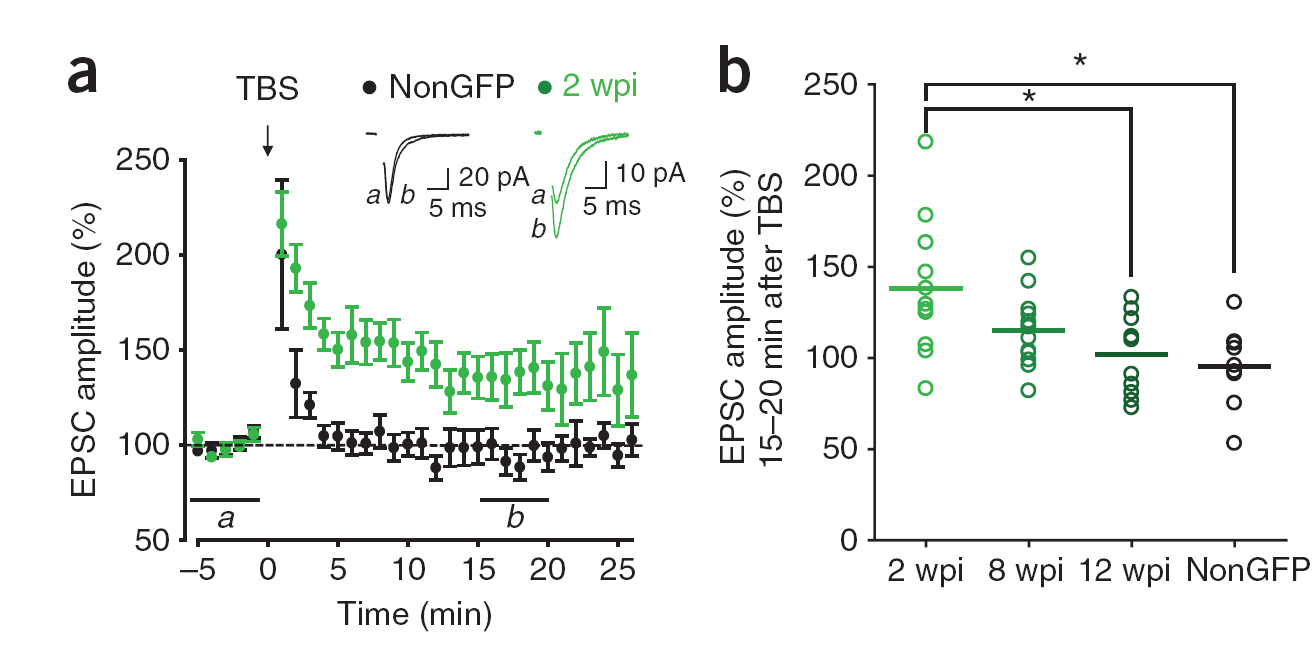 a
TBS
NonGFP
2 wpi
20 pA
5 ms
a
b
10 pA
5 ms
a
b
EPSC amplitude (%)
250
200
150
100
50
a
b
–5
0
5
10
15
20
25
Time (min)
b
EPSC amplitude (%)
15–20 min after TBS
250
200
150
100
50
0
*
*
2 wpi
8 wpi
12 wpi
NonGFP